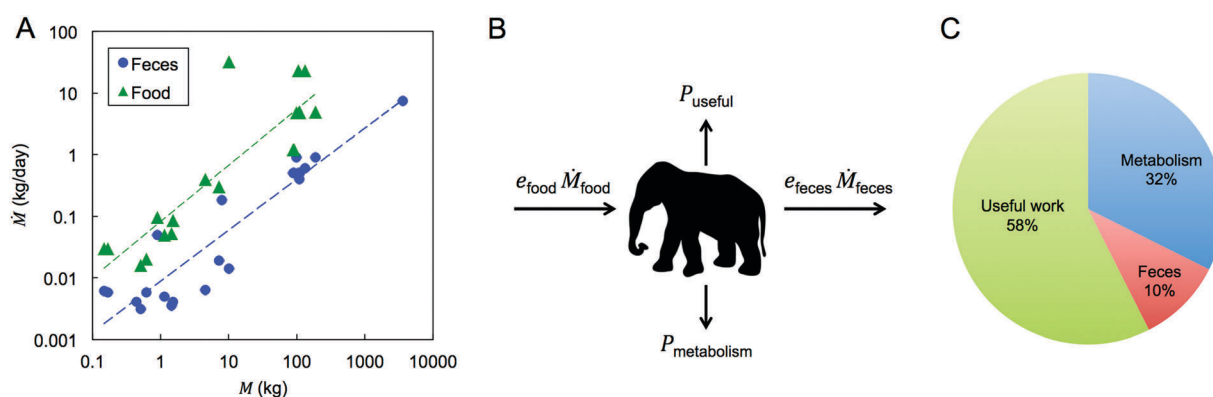 A
Ṁ (kg/day)
100
10
1
0.1
0.01
0.001
Feces
Food
0.1
1
10
100
1000
10000
M (kg)
B
P_useful
e_food Ṁ_food
e_feces Ṁ_feces
P_metabolism
C
Metabolism
32%
Useful work
58%
Feces
10%